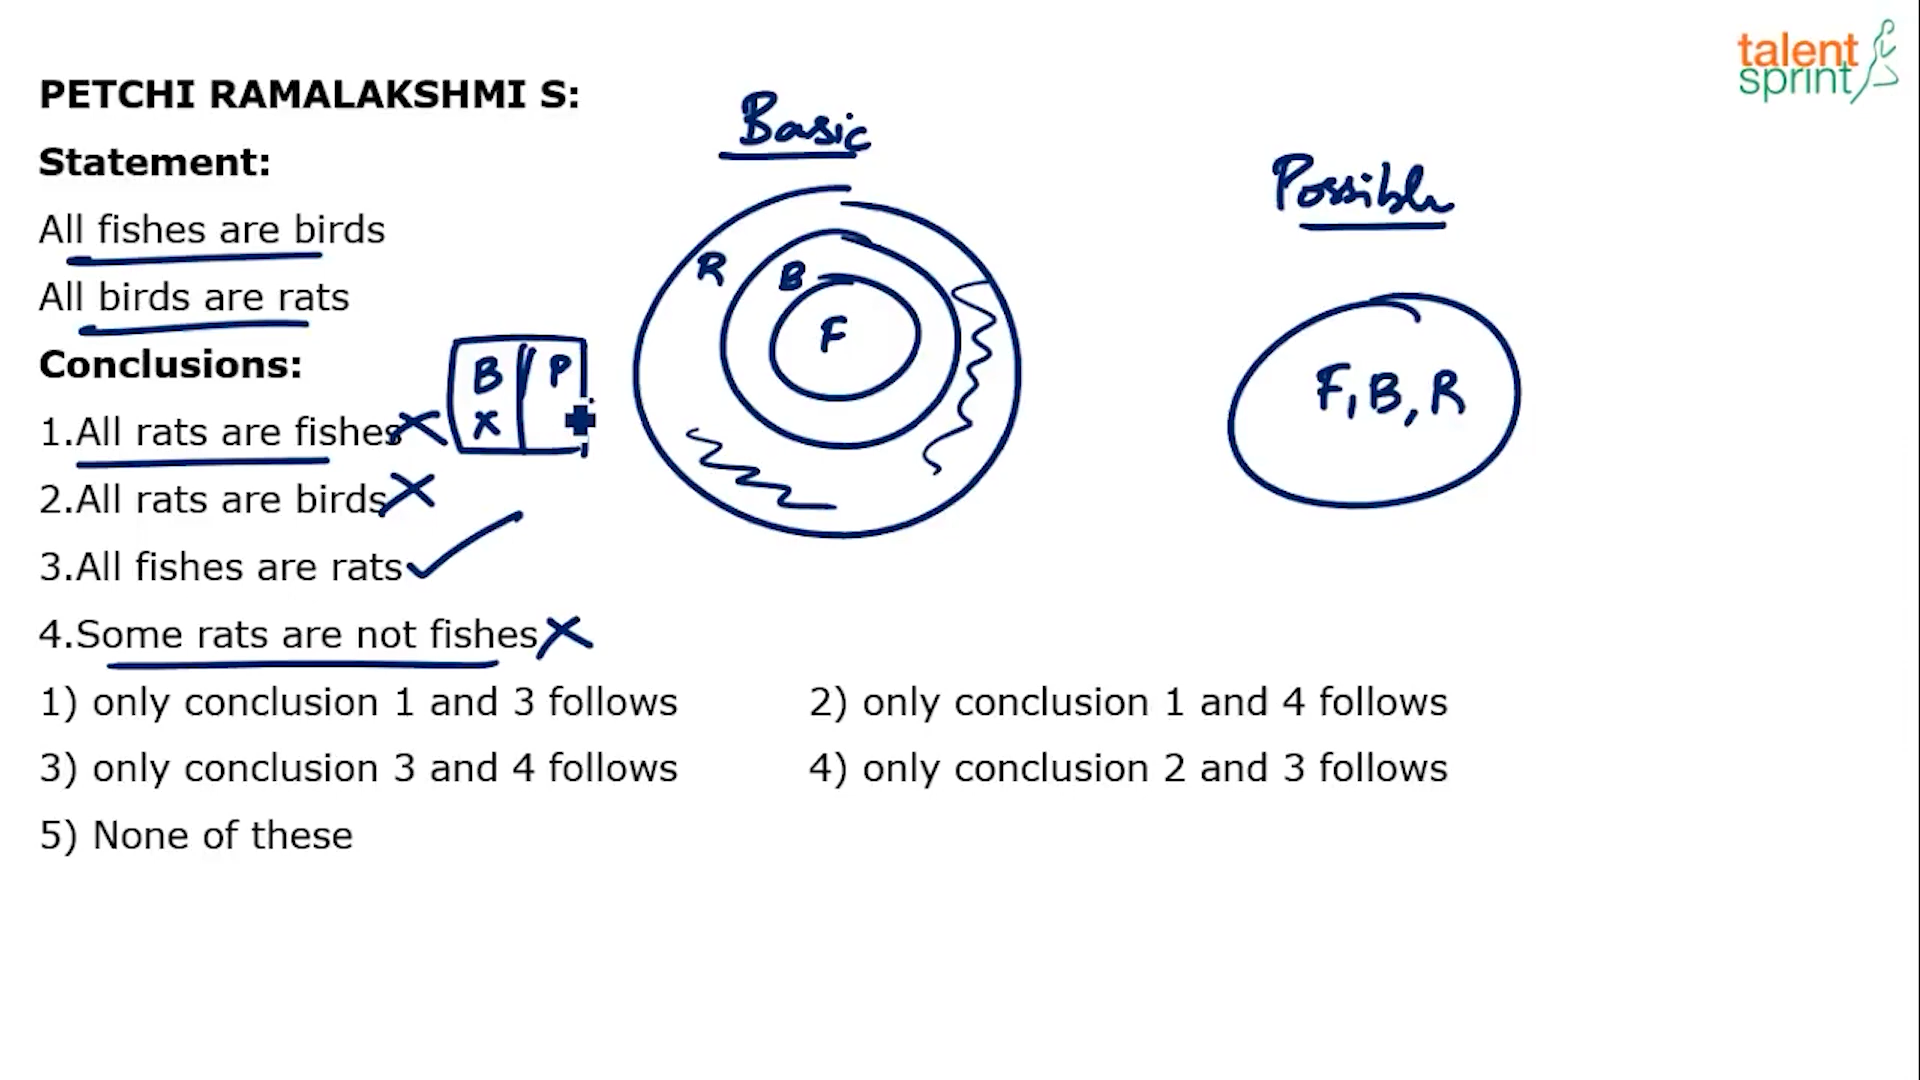 talent
sprint
PETCHI RAMALAKSHMI S:
Basic
Statement:
Possible
All fishes are birds
All birds are rats
R
B
F
Conclusions:
B P
X
F, B, R
1.All rats are fishes
2.All rats are birds
3.All fishes are rats
4.Some rats are not fishes
1) only conclusion 1 and 3 follows
2) only conclusion 1 and 4 follows
3) only conclusion 3 and 4 follows
4) only conclusion 2 and 3 follows
5) None of these